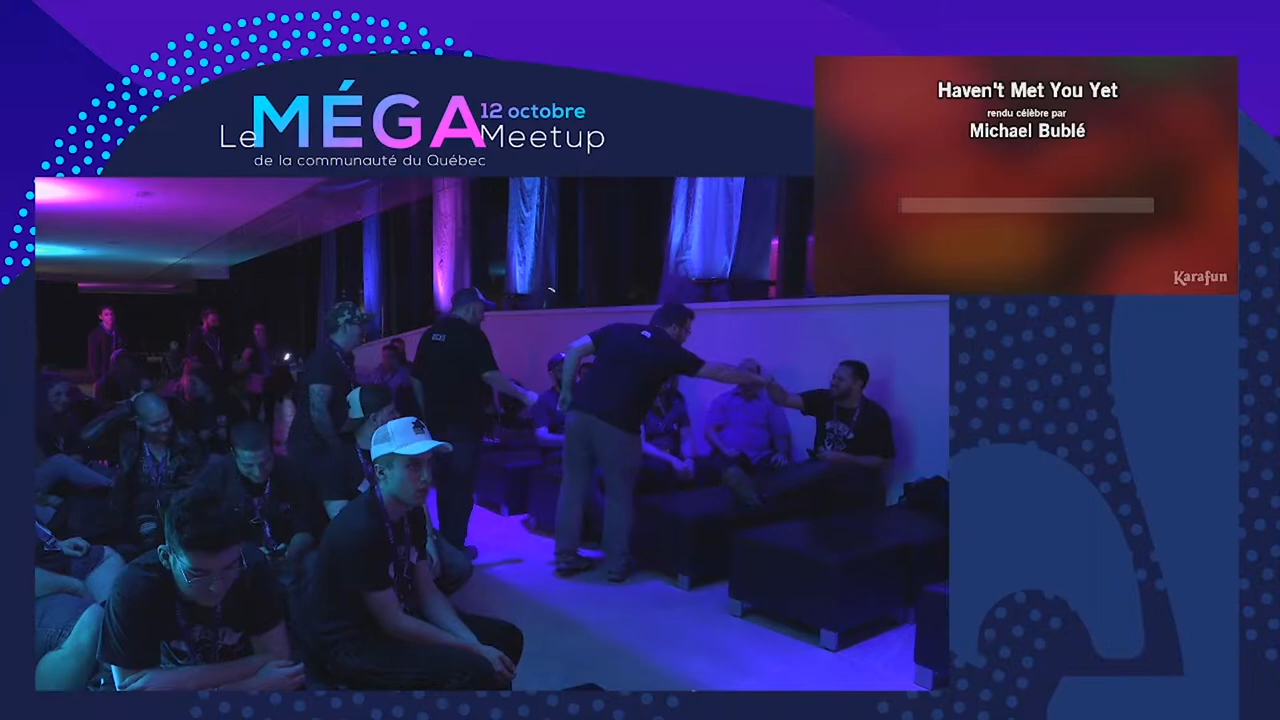 12 octobre
Le MÉGA Meetup
de la communauté du Québec
Haven't Met You Yet
rendu célèbre par
Michael Bublé
Karafun